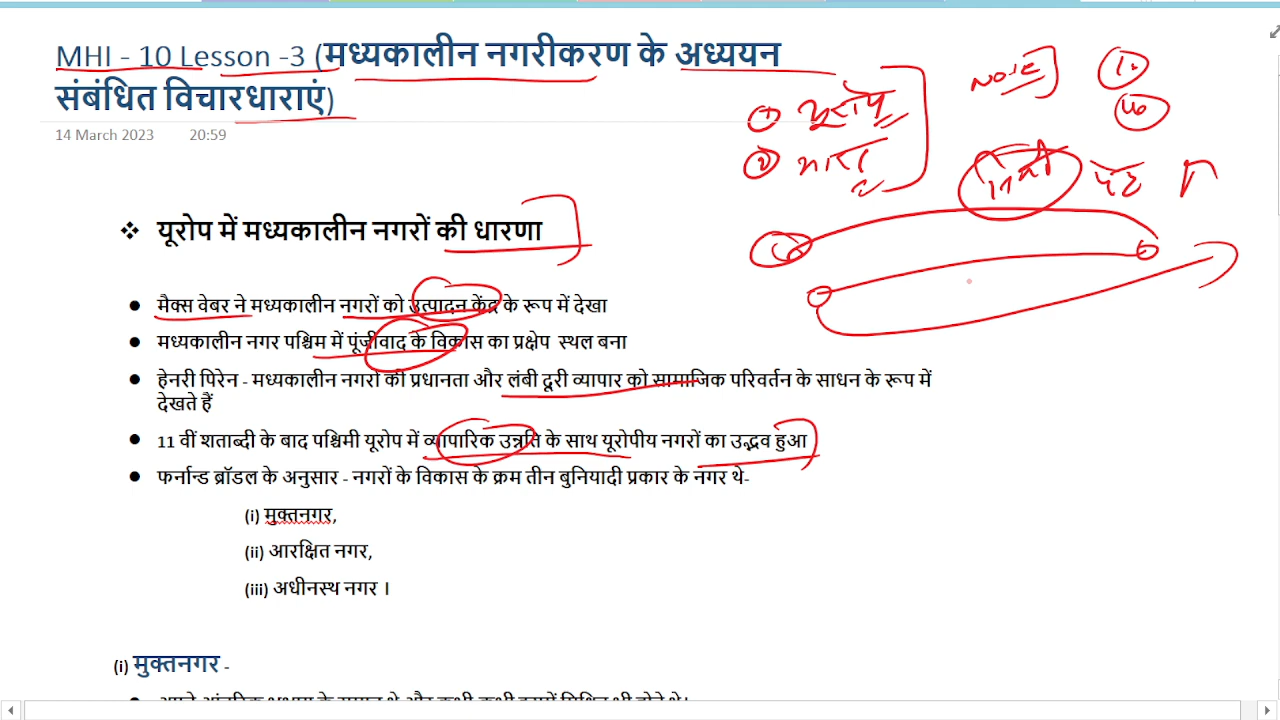 MHI - 10 Lesson -3 (मध्यकालीन नगरीकरण के अध्ययन
संबंधित विचारधाराएं)
14 March 2023 20:59
Note
① यूरोप
② भारत
❖ यूरोप में मध्यकालीन नगरों की धारणा
● मैक्स वेबर ने मध्यकालीन नगरों को उत्पादन केंद्र के रूप में देखा
● मध्यकालीन नगर पश्चिम में पूंजीवाद के विकास का प्रक्षेप स्थल बना
● हेनरी पिरेन - मध्यकालीन नगरों की प्रधानता और लंबी दूरी व्यापार को सामाजिक परिवर्तन के साधन के रूप में
देखते हैं
● 11 वीं शताब्दी के बाद पश्चिमी यूरोप में व्यापारिक उन्नति के साथ यूरोपीय नगरों का उद्भव हुआ
● फर्नान्ड ब्रॉडल के अनुसार - नगरों के विकास के क्रम तीन बुनियादी प्रकार के नगर थे-
(i) मुक्तनगर,
(ii) आरक्षित नगर,
(iii) अधीनस्थ नगर ।
(i) मुक्तनगर -